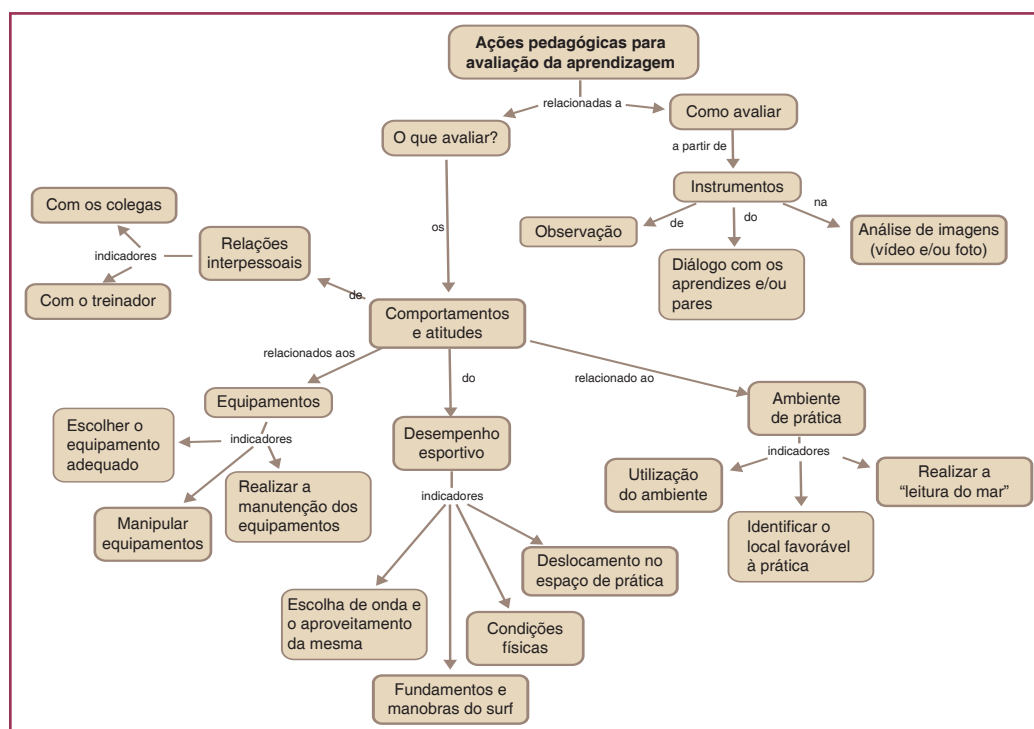 Ações pedagógicas para
avaliação da aprendizagem
relacionadas a
O que avaliar?
Como avaliar
a partir de
Instrumentos
de
do
na
Observação
Diálogo com os
aprendizes e/ou
pares
Análise de imagens
(vídeo e/ou foto)
os
Comportamentos
e atitudes
de
Relações
interpessoais
indicadores
Com os colegas
Com o treinador
relacionados aos
Equipamentos
indicadores
Escolher o
equipamento
adequado
Manipular
equipamentos
Realizar a
manutenção dos
equipamentos
do
Desempenho
esportivo
indicadores
Escolha de onda e
o aproveitamento
da mesma
Fundamentos e
manobras do surf
Condições
físicas
Deslocamento no
espaço de prática
relacionado ao
Ambiente
de prática
indicadores
Utilização
do ambiente
Identificar o
local favorável
à prática
Realizar a
“leitura do mar”